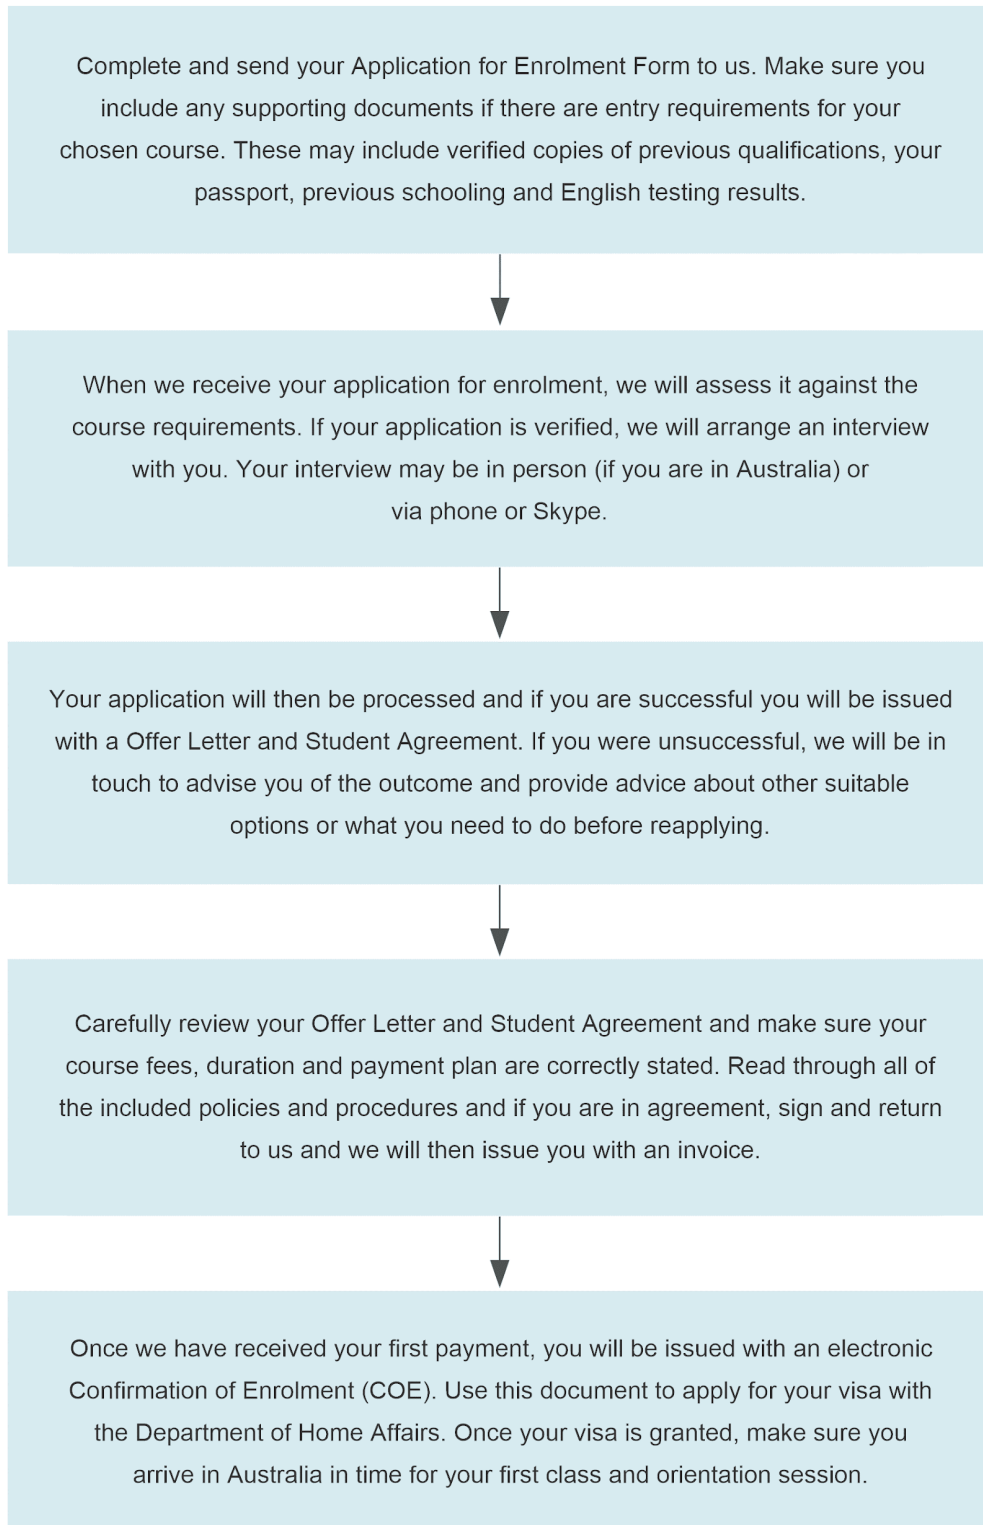 Complete and send your Application for Enrolment Form to us. Make sure you
include any supporting documents if there are entry requirements for your
chosen course. These may include verified copies of previous qualifications, your
passport, previous schooling and English testing results.
When we receive your application for enrolment, we will assess it against the
course requirements. If your application is verified, we will arrange an interview
with you. Your interview may be in person (if you are in Australia) or
via phone or Skype.
Your application will then be processed and if you are successful you will be issued
with a Offer Letter and Student Agreement. If you were unsuccessful, we will be in
touch to advise you of the outcome and provide advice about other suitable
options or what you need to do before reapplying.
Carefully review your Offer Letter and Student Agreement and make sure your
course fees, duration and payment plan are correctly stated. Read through all of
the included policies and procedures and if you are in agreement, sign and return
to us and we will then issue you with an invoice.
Once we have received your first payment, you will be issued with an electronic
Confirmation of Enrolment (COE). Use this document to apply for your visa with
the Department of Home Affairs. Once your visa is granted, make sure you
arrive in Australia in time for your first class and orientation session.